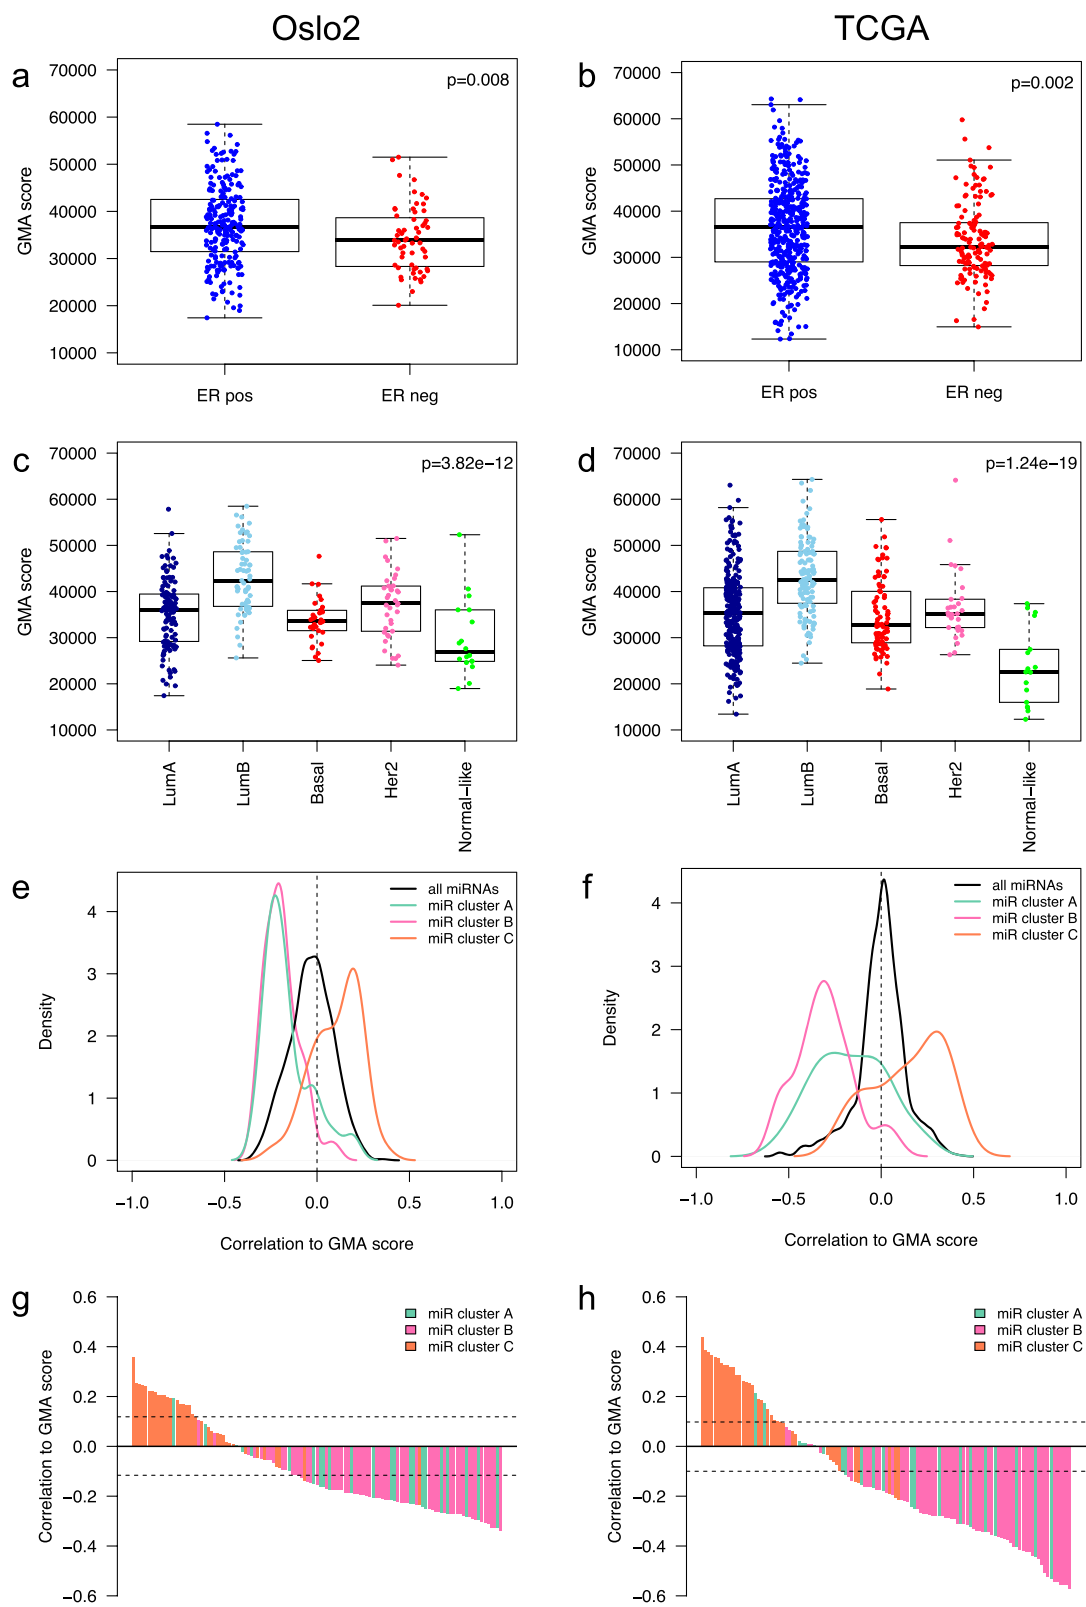 Oslo2
TCGA
a
70000
60000
50000
40000
30000
20000
10000
GMA score
p=0.008
ER pos
ER neg
b
70000
60000
50000
40000
30000
20000
10000
GMA score
p=0.002
ER pos
ER neg
c
70000
60000
50000
40000
30000
20000
10000
GMA score
p=3.82e−12
LumA
LumB
Basal
Her2
Normal−like
d
70000
60000
50000
40000
30000
20000
10000
GMA score
p=1.24e−19
LumA
LumB
Basal
Her2
Normal−like
e
4
3
2
1
0
Density
all miRNAs
miR cluster A
miR cluster B
miR cluster C
−1.0
−0.5
0.0
0.5
1.0
Correlation to GMA score
f
4
3
2
1
0
Density
all miRNAs
miR cluster A
miR cluster B
miR cluster C
−1.0
−0.5
0.0
0.5
1.0
Correlation to GMA score
g
0.6
0.4
0.2
0.0
−0.2
−0.4
−0.6
Correlation to GMA score
miR cluster A
miR cluster B
miR cluster C
h
0.6
0.4
0.2
0.0
−0.2
−0.4
−0.6
Correlation to GMA score
miR cluster A
miR cluster B
miR cluster C